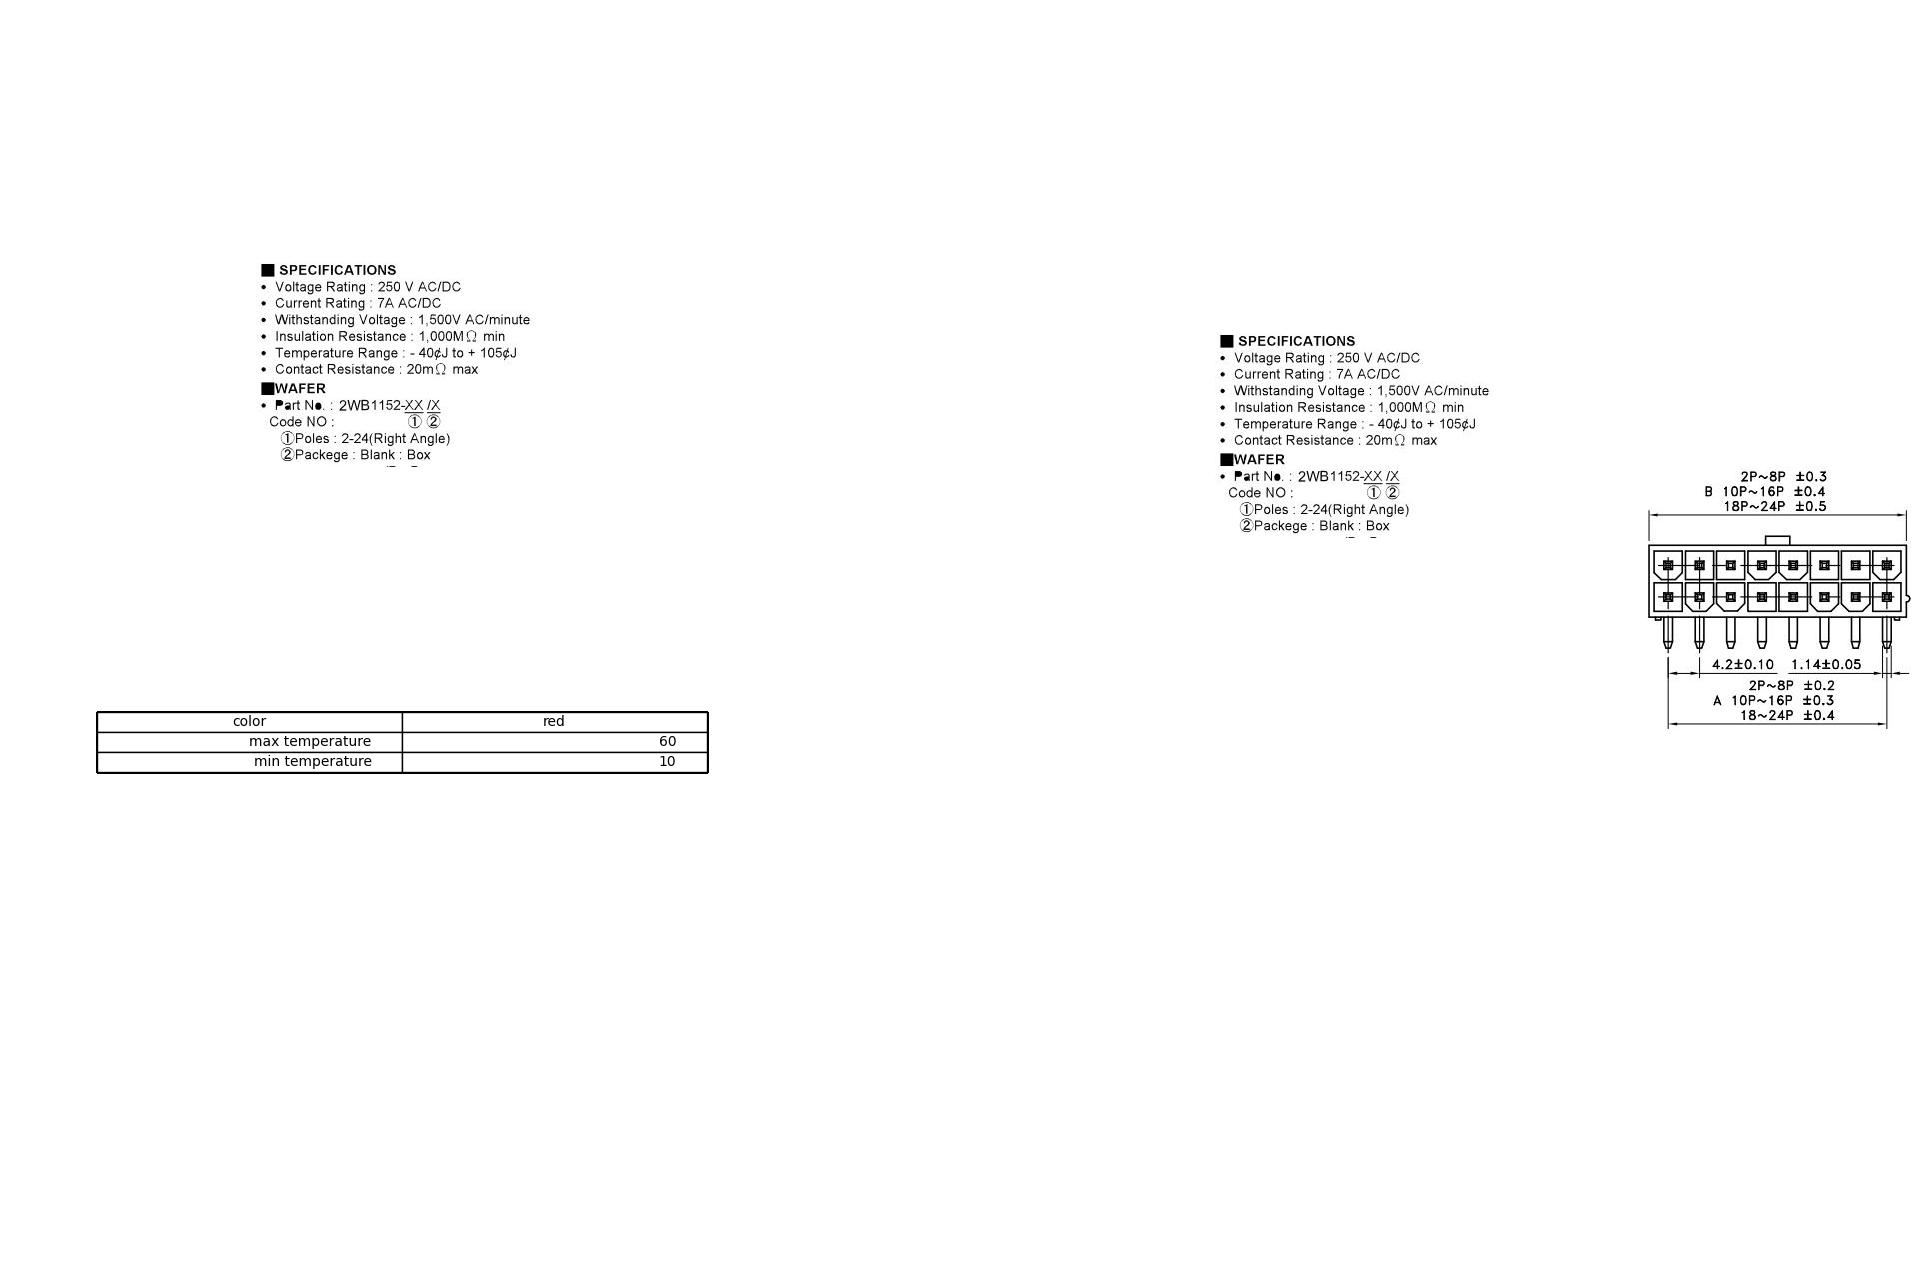 ■ SPECIFICATIONS
• Voltage Rating : 250 V AC/DC
• Current Rating : 7A AC/DC
• Withstanding Voltage : 1,500V AC/minute
• Insulation Resistance : 1,000MΩ min
• Temperature Range : - 40¢J to + 105¢J
• Contact Resistance : 20mΩ max
■WAFER
• Part No. : 2WB1152-XX /X
Code NO : ① ②
①Poles : 2-24(Right Angle)
②Packege : Blank : Box
color red
max temperature 60
min temperature 10
■ SPECIFICATIONS
• Voltage Rating : 250 V AC/DC
• Current Rating : 7A AC/DC
• Withstanding Voltage : 1,500V AC/minute
• Insulation Resistance : 1,000MΩ min
• Temperature Range : - 40¢J to + 105¢J
• Contact Resistance : 20mΩ max
■WAFER
• Part No. : 2WB1152-XX /X
Code NO : ① ②
①Poles : 2-24(Right Angle)
②Packege : Blank : Box
2P~8P ±0.3
B 10P~16P ±0.4
18P~24P ±0.5
4.2±0.10 1.14±0.05
2P~8P ±0.2
A 10P~16P ±0.3
18~24P ±0.4